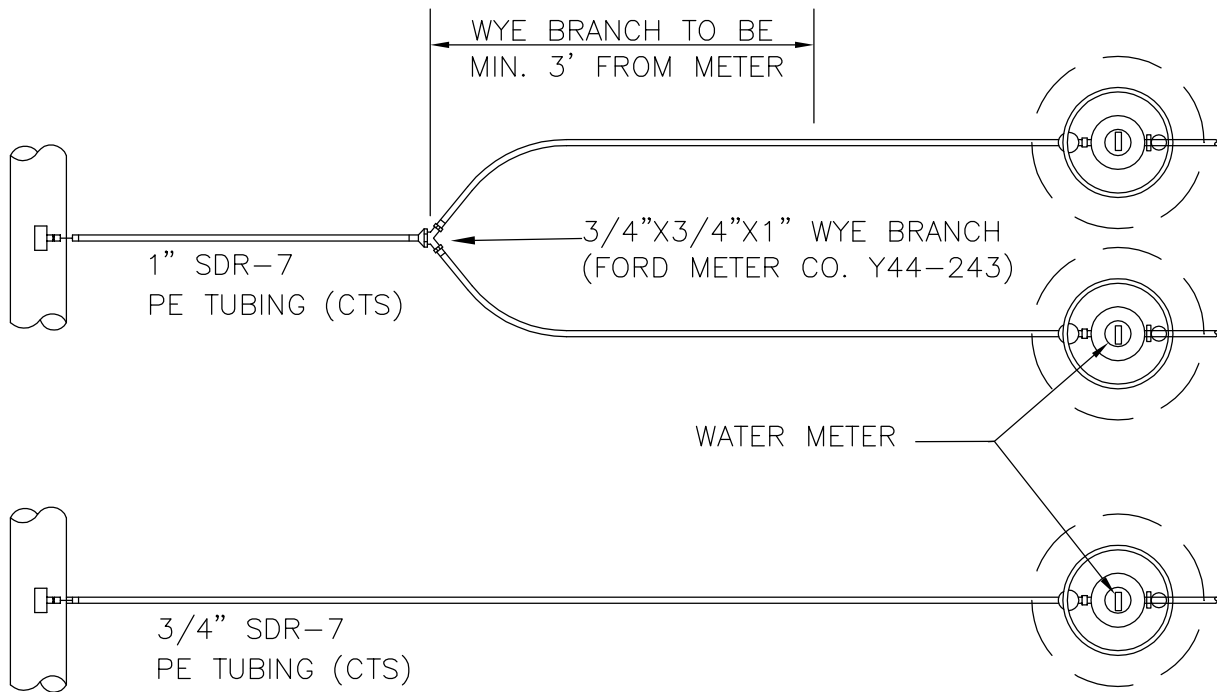 WYE BRANCH TO BE
MIN. 3’ FROM METER
3/4”X3/4”X1” WYE BRANCH
(FORD METER CO. Y44–243)
1” SDR–7
PE TUBING (CTS)
WATER METER
3/4” SDR–7
PE TUBING (CTS)